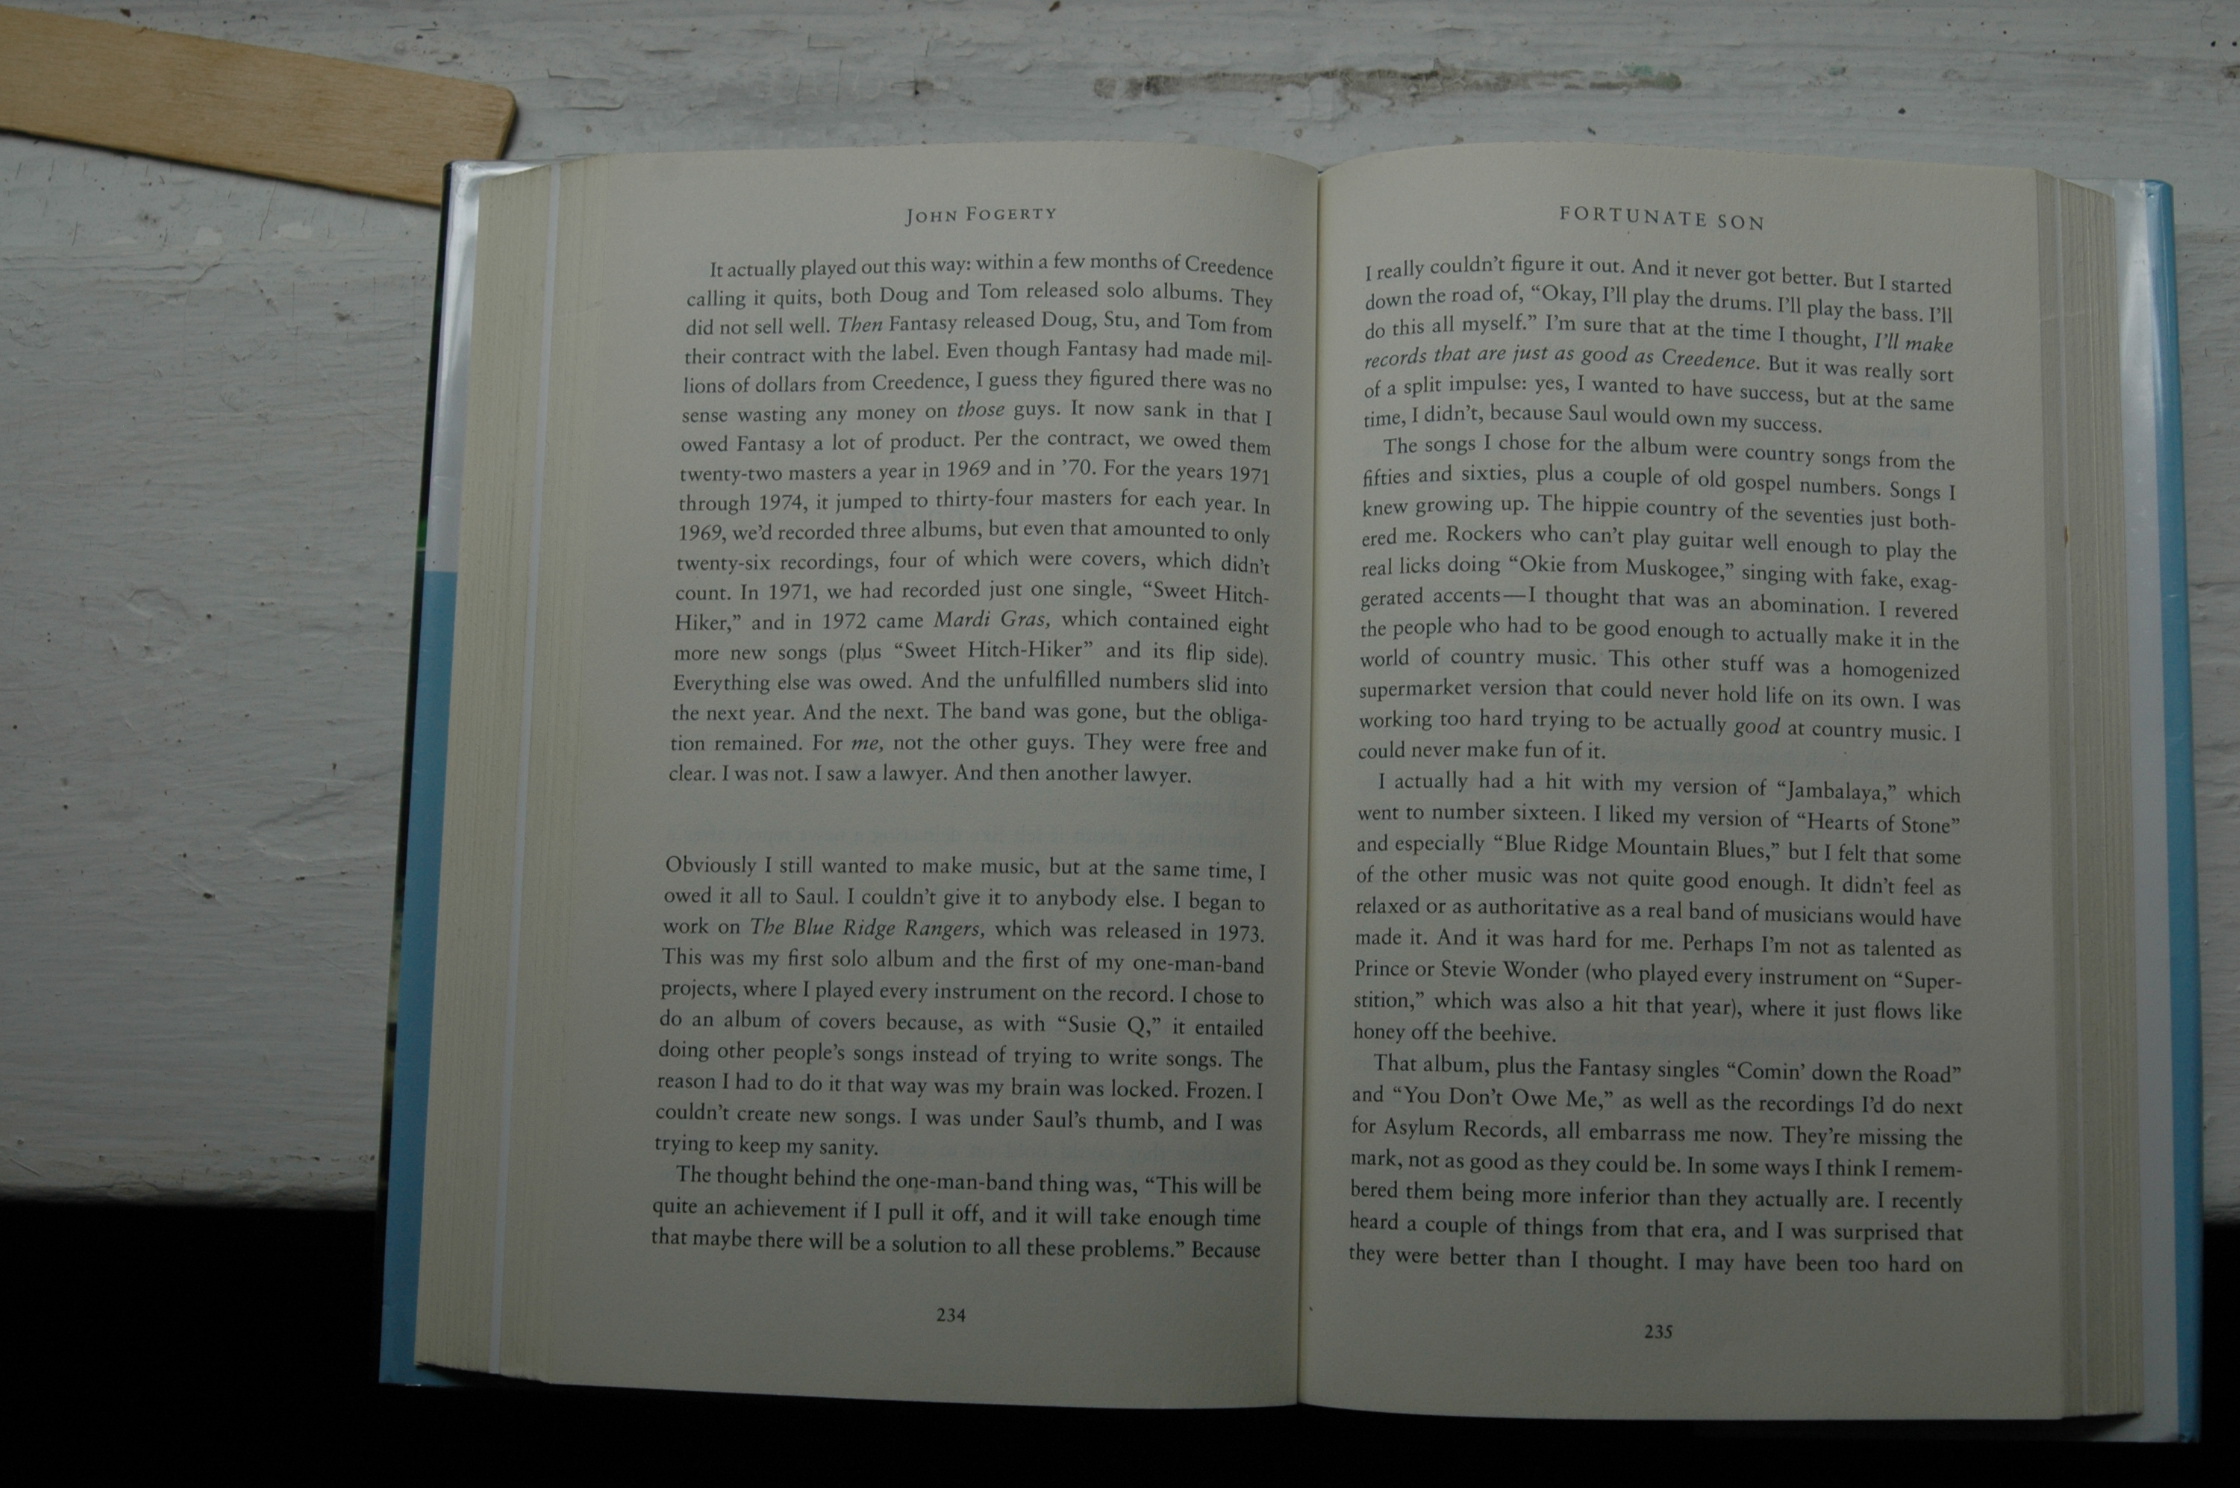 JOHN FOGERTY
It actually played out this way: within a few months of Creedence
calling it quits, both Doug and Tom released solo albums. They
did not sell well. Then Fantasy released Doug, Stu, and Tom from
their contract with the label. Even though Fantasy had made mil-
lions of dollars from Creedence, I guess they figured there was no
sense wasting any money on those guys. It now sank in that I
owed Fantasy a lot of product. Per the contract, we owed them
twenty-two masters a year in 1969 and in ’70. For the years 1971
through 1974, it jumped to thirty-four masters for each year. In
1969, we’d recorded three albums, but even that amounted to only
twenty-six recordings, four of which were covers, which didn’t
count. In 1971, we had recorded just one single, “Sweet Hitch-
Hiker,” and in 1972 came Mardi Gras, which contained eight
more new songs (plus “Sweet Hitch-Hiker” and its flip side).
Everything else was owed. And the unfulfilled numbers slid into
the next year. And the next. The band was gone, but the obliga-
tion remained. For me, not the other guys. They were free and
clear. I was not. I saw a lawyer. And then another lawyer.
Obviously I still wanted to make music, but at the same time, I
owed it all to Saul. I couldn’t give it to anybody else. I began to
work on The Blue Ridge Rangers, which was released in 1973.
This was my first solo album and the first of my one-man-band
projects, where I played every instrument on the record. I chose to
do an album of covers because, as with “Susie Q,” it entailed
doing other people’s songs instead of trying to write songs. The
reason I had to do it that way was my brain was locked. Frozen. I
couldn’t create new songs. I was under Saul’s thumb, and I was
trying to keep my sanity.
The thought behind the one-man-band thing was, “This will be
quite an achievement if I pull it off, and it will take enough time
that maybe there will be a solution to all these problems.” Because
234
FORTUNATE SON
I really couldn’t figure it out. And it never got better. But I started
down the road of, “Okay, I’ll play the drums. I’ll play the bass. I’ll
do this all myself.” I’m sure that at the time I thought, I’ll make
records that are just as good as Creedence. But it was really sort
of a split impulse: yes, I wanted to have success, but at the same
time, I didn’t, because Saul would own my success.
The songs I chose for the album were country songs from the
fifties and sixties, plus a couple of old gospel numbers. Songs I
knew growing up. The hippie country of the seventies just both-
ered me. Rockers who can’t play guitar well enough to play the
real licks doing “Okie from Muskogee,” singing with fake, exag-
gerated accents—I thought that was an abomination. I revered
the people who had to be good enough to actually make it in the
world of country music. This other stuff was a homogenized
supermarket version that could never hold life on its own. I was
working too hard trying to be actually good at country music. I
could never make fun of it.
I actually had a hit with my version of “Jambalaya,” which
went to number sixteen. I liked my version of “Hearts of Stone”
and especially “Blue Ridge Mountain Blues,” but I felt that some
of the other music was not quite good enough. It didn’t feel as
relaxed or as authoritative as a real band of musicians would have
made it. And it was hard for me. Perhaps I’m not as talented as
Prince or Stevie Wonder (who played every instrument on “Super-
stition,” which was also a hit that year), where it just flows like
honey off the beehive.
That album, plus the Fantasy singles “Comin’ down the Road”
and “You Don’t Owe Me,” as well as the recordings I’d do next
for Asylum Records, all embarrass me now. They’re missing the
mark, not as good as they could be. In some ways I think I remem-
bered them being more inferior than they actually are. I recently
heard a couple of things from that era, and I was surprised that
they were better than I thought. I may have been too hard on
235